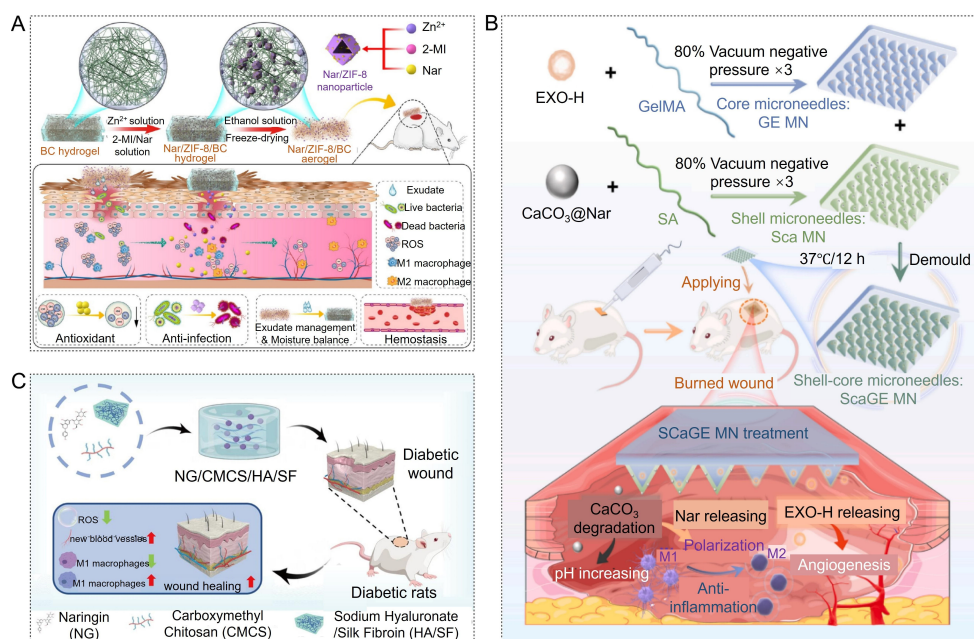 A
Zn²⁺
2-MI
Nar
Nar/ZIF-8
nanoparticle
Zn²⁺ solution
2-MI/Nar
solution
Ethanol solution
Freeze-drying
BC hydrogel
Nar/ZIF-8/BC
hydrogel
Nar/ZIF-8/BC
aerogel
Exudate
Live bacteria
Dead bacteria
ROS
M1 macrophage
M2 macrophage
Antioxidant
Anti-infection
Exudate management
& Moisture balance
Hemostasis
B
EXO-H
+
GelMA
80% Vacuum negative
pressure ×3
Core microneedles:
GE MN
+
CaCO₃@Nar
+
SA
80% Vacuum negative
pressure ×3
Shell microneedles:
Sca MN
37°C/12 h
Demould
Applying
Burned wound
Shell-core microneedles:
ScaGE MN
SCaGE MN treatment
CaCO₃
degradation
pH increasing
Nar releasing
M1
Polarization
M2
Anti-
inflammation
EXO-H releasing
Angiogenesis
C
NG/CMCS/HA/SF
Diabetic
wound
ROS
new blood vessles
M1 macrophages
M1 macrophages
wound healing
Diabetic rats
Naringin
(NG)
Carboxymethyl
Chitosan (CMCS)
Sodium Hyaluronate
/Silk Fibroin (HA/SF)